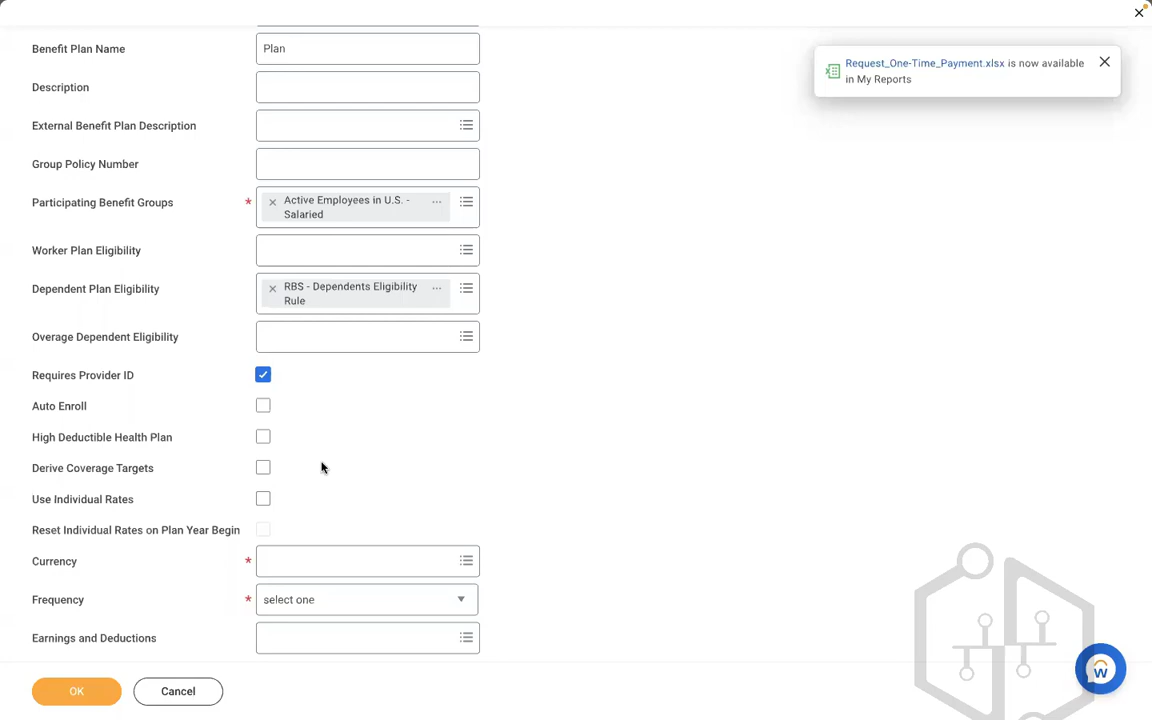 Benefit Plan Name
Plan
Request_One-Time_Payment.xlsx is now available
in My Reports
Description
External Benefit Plan Description
Group Policy Number
Participating Benefit Groups *
Active Employees in U.S. -
Salaried
Worker Plan Eligibility
Dependent Plan Eligibility
RBS - Dependents Eligibility
Rule
Overage Dependent Eligibility
Requires Provider ID
Auto Enroll
High Deductible Health Plan
Derive Coverage Targets
Use Individual Rates
Reset Individual Rates on Plan Year Begin
Currency *
Frequency *
select one
Earnings and Deductions
OK
Cancel
w